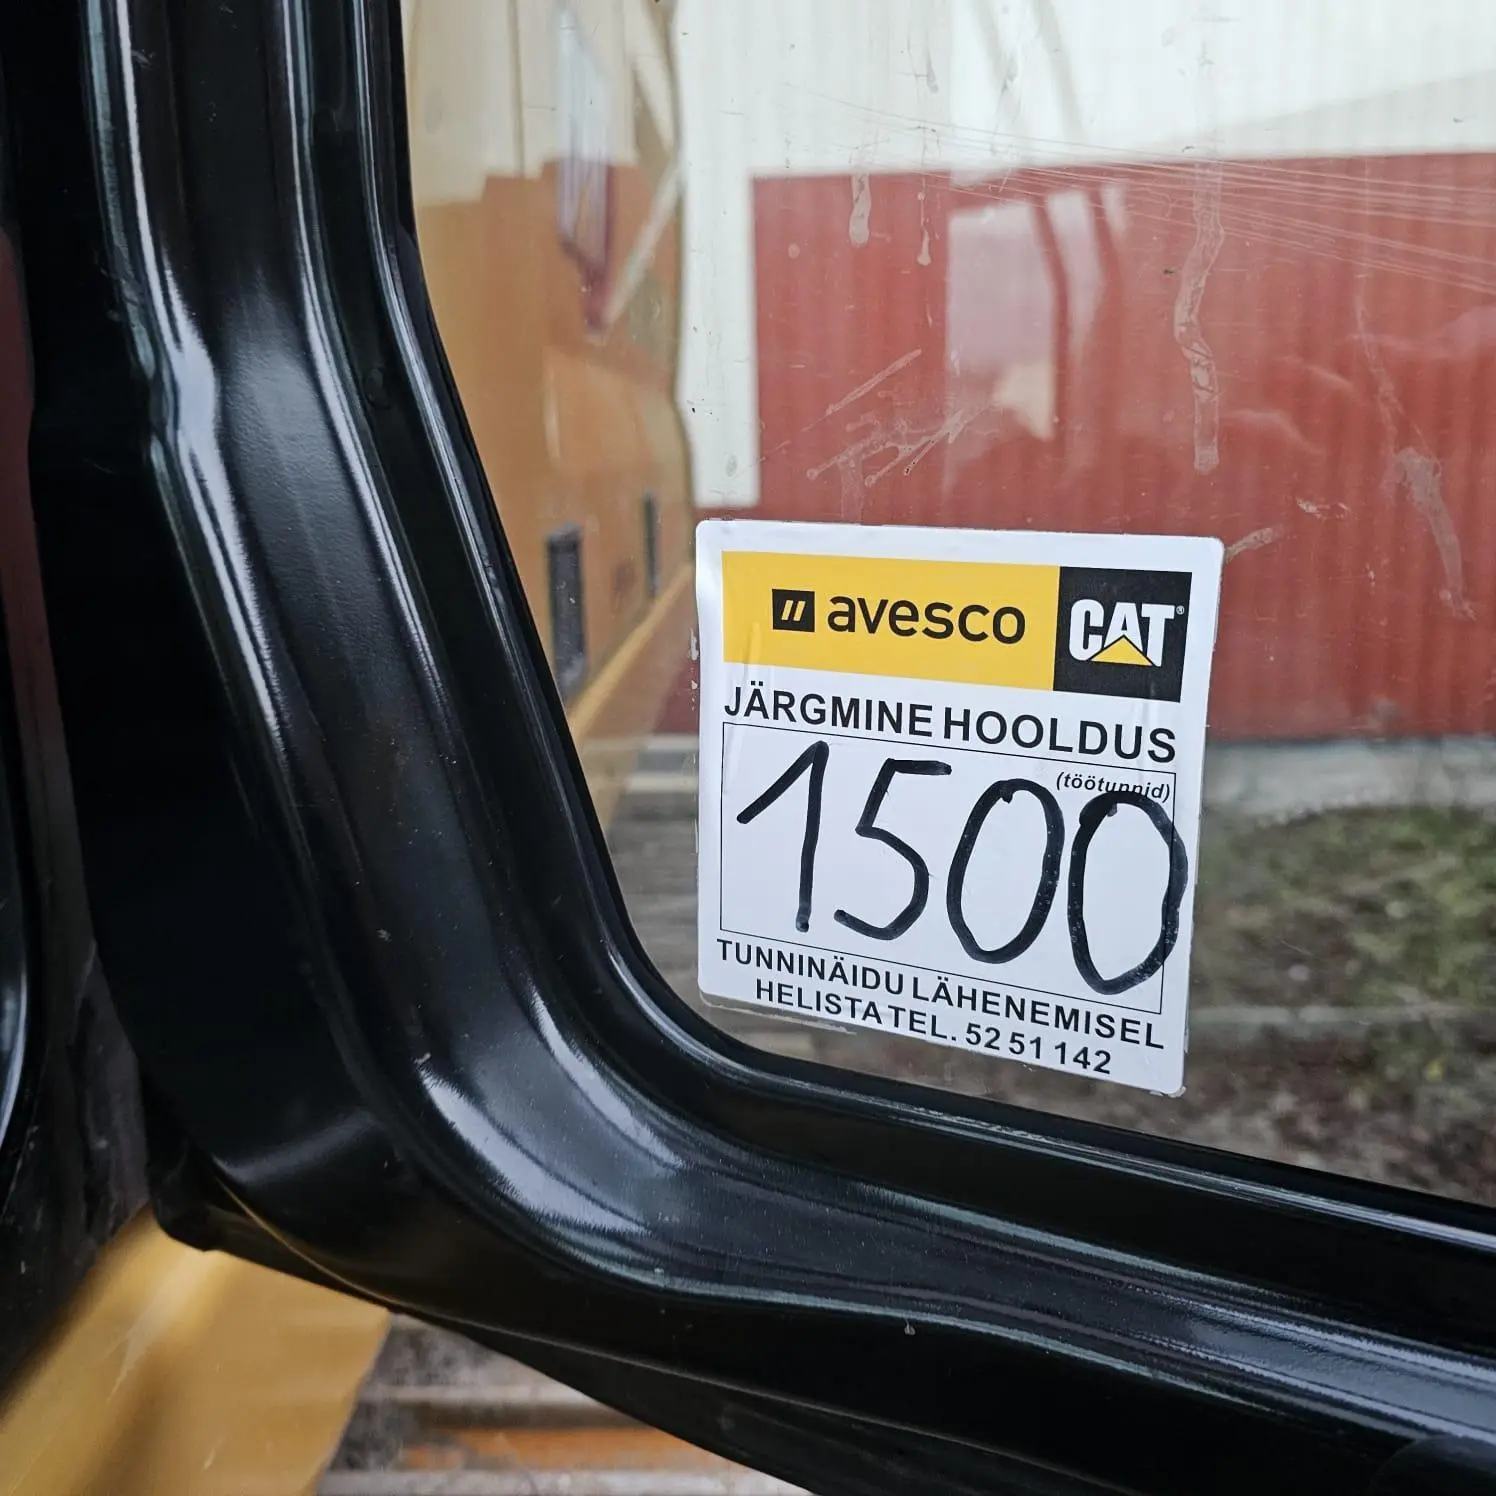 avesco CAT®
JÄRGMINE HOOLDUS
(töötunnid)
1500
TUNNINÄIDU LÄHENEMISEL
HELISTA TEL. 52 51 142